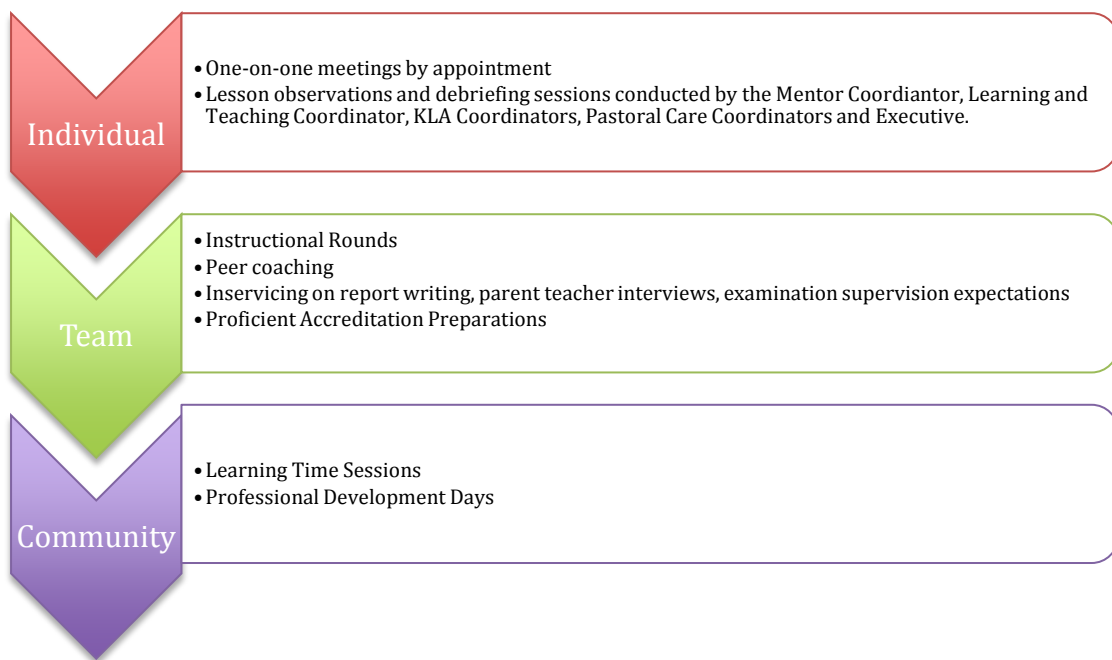 Individual
•One-on-one meetings by appointment
•Lesson observations and debriefing sessions conducted by the Mentor Coordiantor, Learning and
Teaching Coordinator, KLA Coordinators, Pastoral Care Coordinators and Executive.
Team
•Instructional Rounds
•Peer coaching
•Inservicing on report writing, parent teacher interviews, examination supervision expectations
•Proficient Accreditation Preparations
Community
•Learning Time Sessions
•Professional Development Days